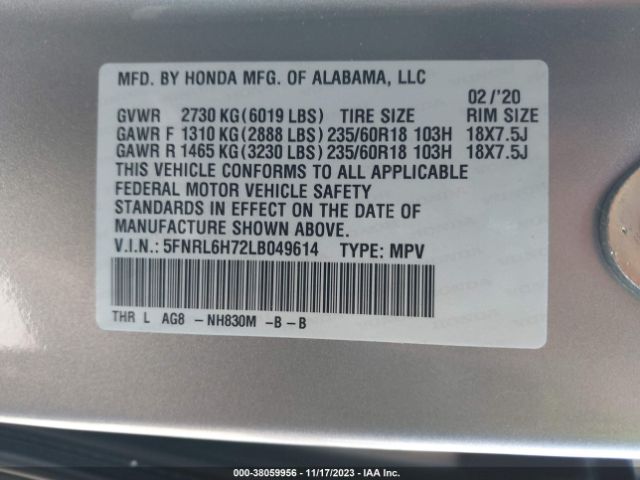 MFD. BY HONDA MFG. OF ALABAMA, LLC
02 /'20
GVWR 2730 KG(6019 LBS) TIRE SIZE RIM SIZE
GAWR F 1310 KG(2888 LBS) 235/60R18 103H 18X7.5J
GAWR R 1465 KG(3230 LBS) 235/60R18 103H 18X7.5J
THIS VEHICLE CONFORMS TO ALL APPLICABLE
FEDERAL MOTOR VEHICLE SAFETY
STANDARDS IN EFFECT ON THE DATE OF
MANUFACTURE SHOWN ABOVE.
V.I.N.: 5FNRL6H72LB049614 TYPE: MPV
THR L AG8 -NH830M -B-B
000-38059956 - 11/17/2023 - IAA Inc.